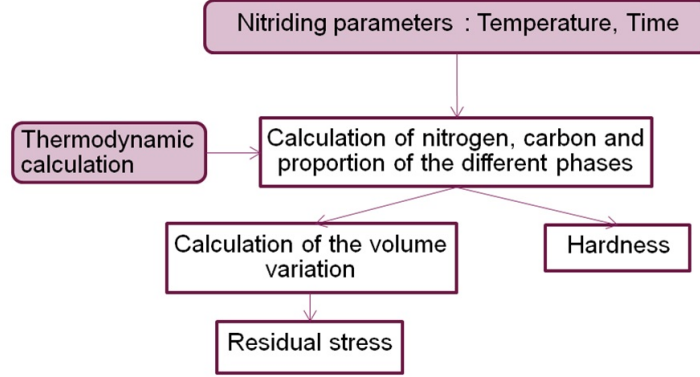 Nitriding parameters : Temperature, Time
Thermodynamic
calculation
Calculation of nitrogen, carbon and
proportion of the different phases
Calculation of the volume
variation
Hardness
Residual stress